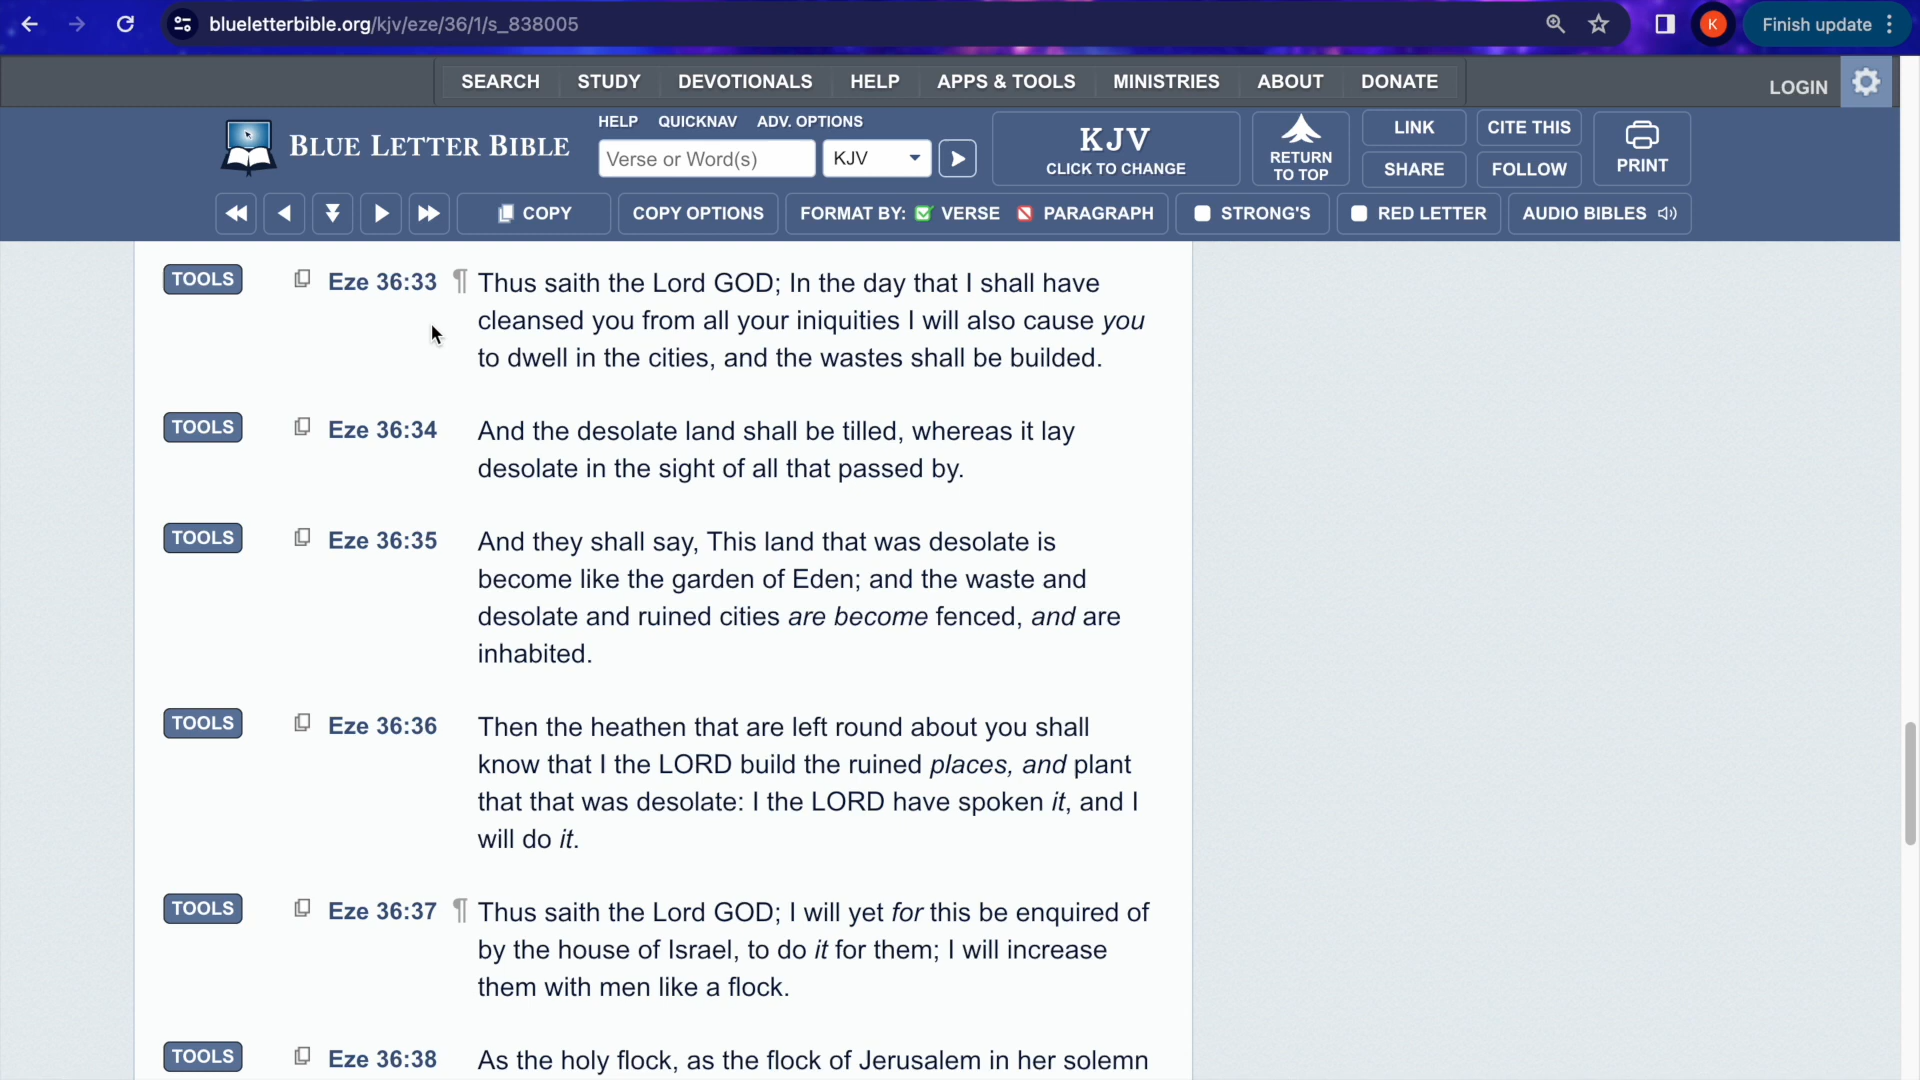 blueletterbible.org/kjv/eze/36/1/s_838005
K
Finish update
SEARCH STUDY DEVOTIONALS HELP APPS & TOOLS MINISTRIES ABOUT DONATE
LOGIN
BLUE LETTER BIBLE
HELP QUICKNAV ADV. OPTIONS
Verse or Word(s)
KJV
KJV
CLICK TO CHANGE
RETURN
TO TOP
LINK
CITE THIS
SHARE
FOLLOW
PRINT
COPY
COPY OPTIONS
FORMAT BY: VERSE PARAGRAPH
STRONG'S
RED LETTER
AUDIO BIBLES
TOOLS Eze 36:33 ¶ Thus saith the Lord GOD; In the day that I shall have
cleansed you from all your iniquities I will also cause you
to dwell in the cities, and the wastes shall be builded.
TOOLS Eze 36:34 And the desolate land shall be tilled, whereas it lay
desolate in the sight of all that passed by.
TOOLS Eze 36:35 And they shall say, This land that was desolate is
become like the garden of Eden; and the waste and
desolate and ruined cities are become fenced, and are
inhabited.
TOOLS Eze 36:36 Then the heathen that are left round about you shall
know that I the LORD build the ruined places, and plant
that that was desolate: I the LORD have spoken it, and I
will do it.
TOOLS Eze 36:37 ¶ Thus saith the Lord GOD; I will yet for this be enquired of
by the house of Israel, to do it for them; I will increase
them with men like a flock.
TOOLS Eze 36:38 As the holy flock, as the flock of Jerusalem in her solemn